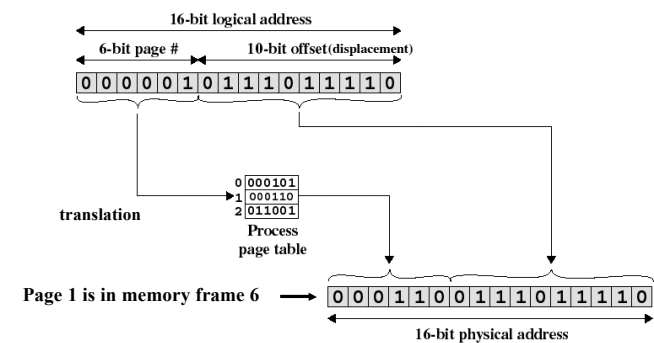 16-bit logical address
6-bit page # 10-bit offset(displacement)
0 0 0 0 0 1 0 1 1 1 0 1 1 1 1 0
0 000101
1 000110
2 011001
translation
Process
page table
Page 1 is in memory frame 6
0 0 0 1 1 0 0 1 1 1 0 1 1 1 1 0
16-bit physical address